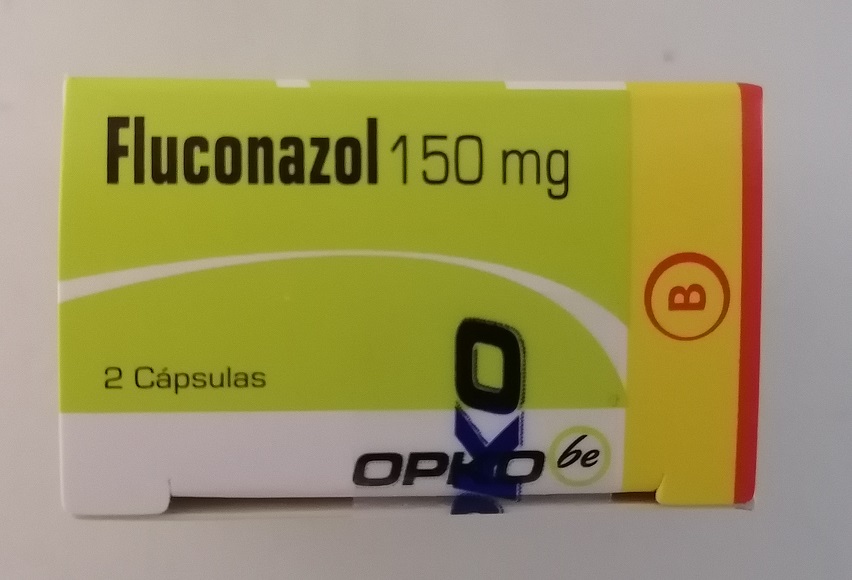 Fluconazol 150 mg
B
2 Cápsulas
OPKO be